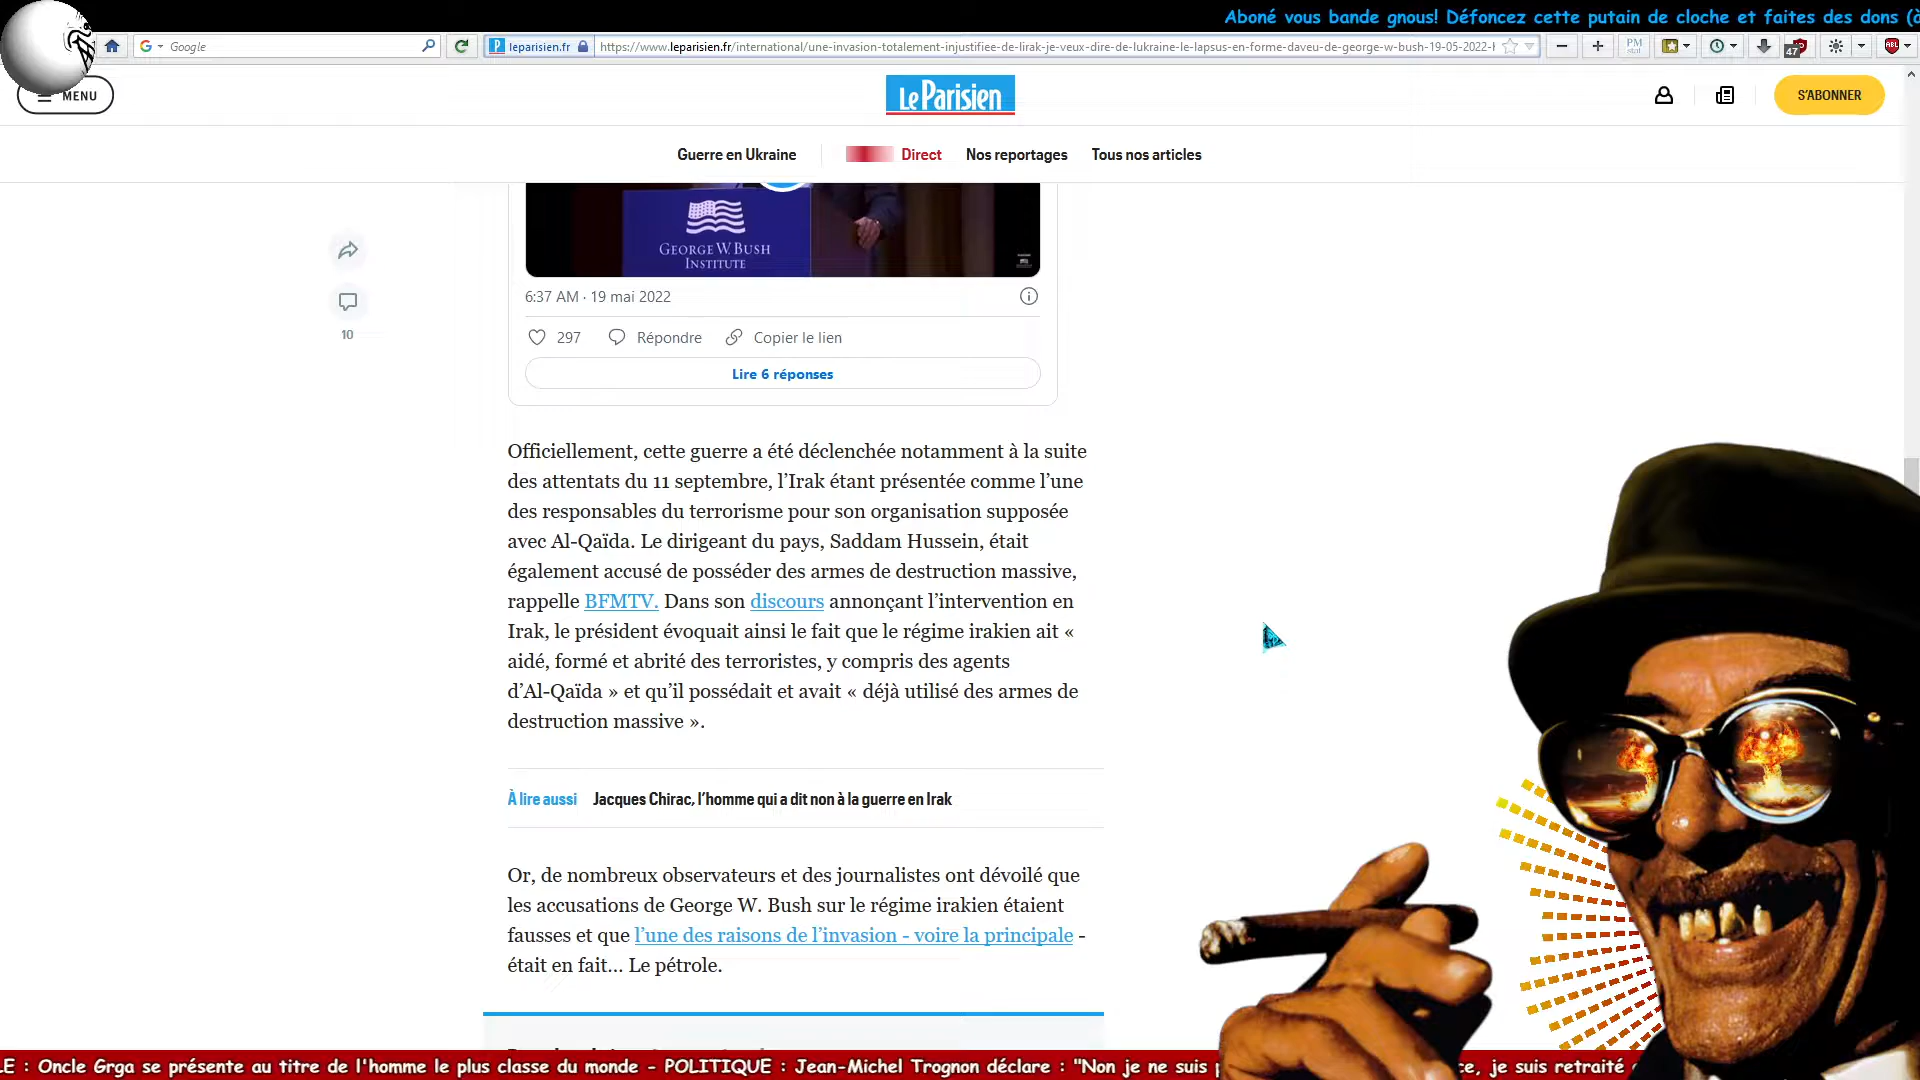 Aboné vous bande gnous! Défoncez cette putain de cloche et faites des dons (à
Google
leparisien.fr
https://www.leparisien.fr/international/une-invasion-totalement-injustifiee-de-lirak-je-veux-dire-de-lukraine-le-lapsus-en-forme-daveu-de-george-w-bush-19-05-2022-
PM
stat
47
ABL
MENU
Le Parisien
S'ABONNER
Guerre en Ukraine
Direct
Nos reportages
Tous nos articles
GEORGE W. BUSH
INSTITUTE
6:37 AM · 19 mai 2022
297
Répondre
Copier le lien
10
Lire 6 réponses
Officiellement, cette guerre a été déclenchée notamment à la suite
des attentats du 11 septembre, l'Irak étant présentée comme l'une
des responsables du terrorisme pour son organisation supposée
avec Al-Qaïda. Le dirigeant du pays, Saddam Hussein, était
également accusé de posséder des armes de destruction massive,
rappelle BFMTV. Dans son discours annonçant l'intervention en
Irak, le président évoquait ainsi le fait que le régime irakien ait «
aidé, formé et abrité des terroristes, y compris des agents
d'Al-Qaïda » et qu'il possédait et avait « déjà utilisé des armes de
destruction massive ».
À lire aussi Jacques Chirac, l'homme qui a dit non à la guerre en Irak
Or, de nombreux observateurs et des journalistes ont dévoilé que
les accusations de George W. Bush sur le régime irakien étaient
fausses et que l'une des raisons de l'invasion - voire la principale -
était en fait... Le pétrole.
LE : Oncle Grga se présente au titre de l'homme le plus classe du monde - POLITIQUE : Jean-Michel Trognon déclare : "Non je ne suis p
ce, je suis retraité